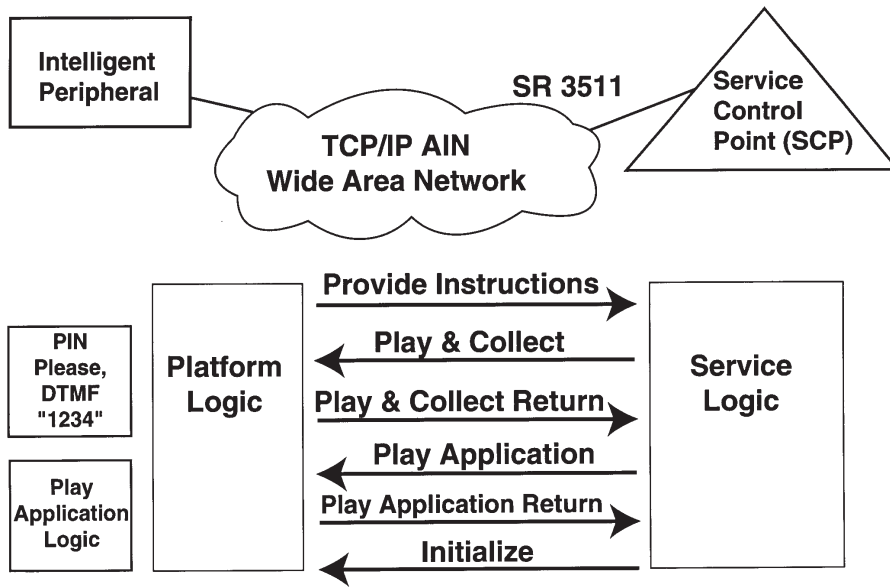 Intelligent
Peripheral
SR 3511
Service
Control
Point (SCP)
TCP/IP AIN
Wide Area Network
Provide Instructions
Play & Collect
Play & Collect Return
Play Application
Play Application Return
Initialize
PIN
Please,
DTMF
"1234"
Platform
Logic
Service
Logic
Play
Application
Logic